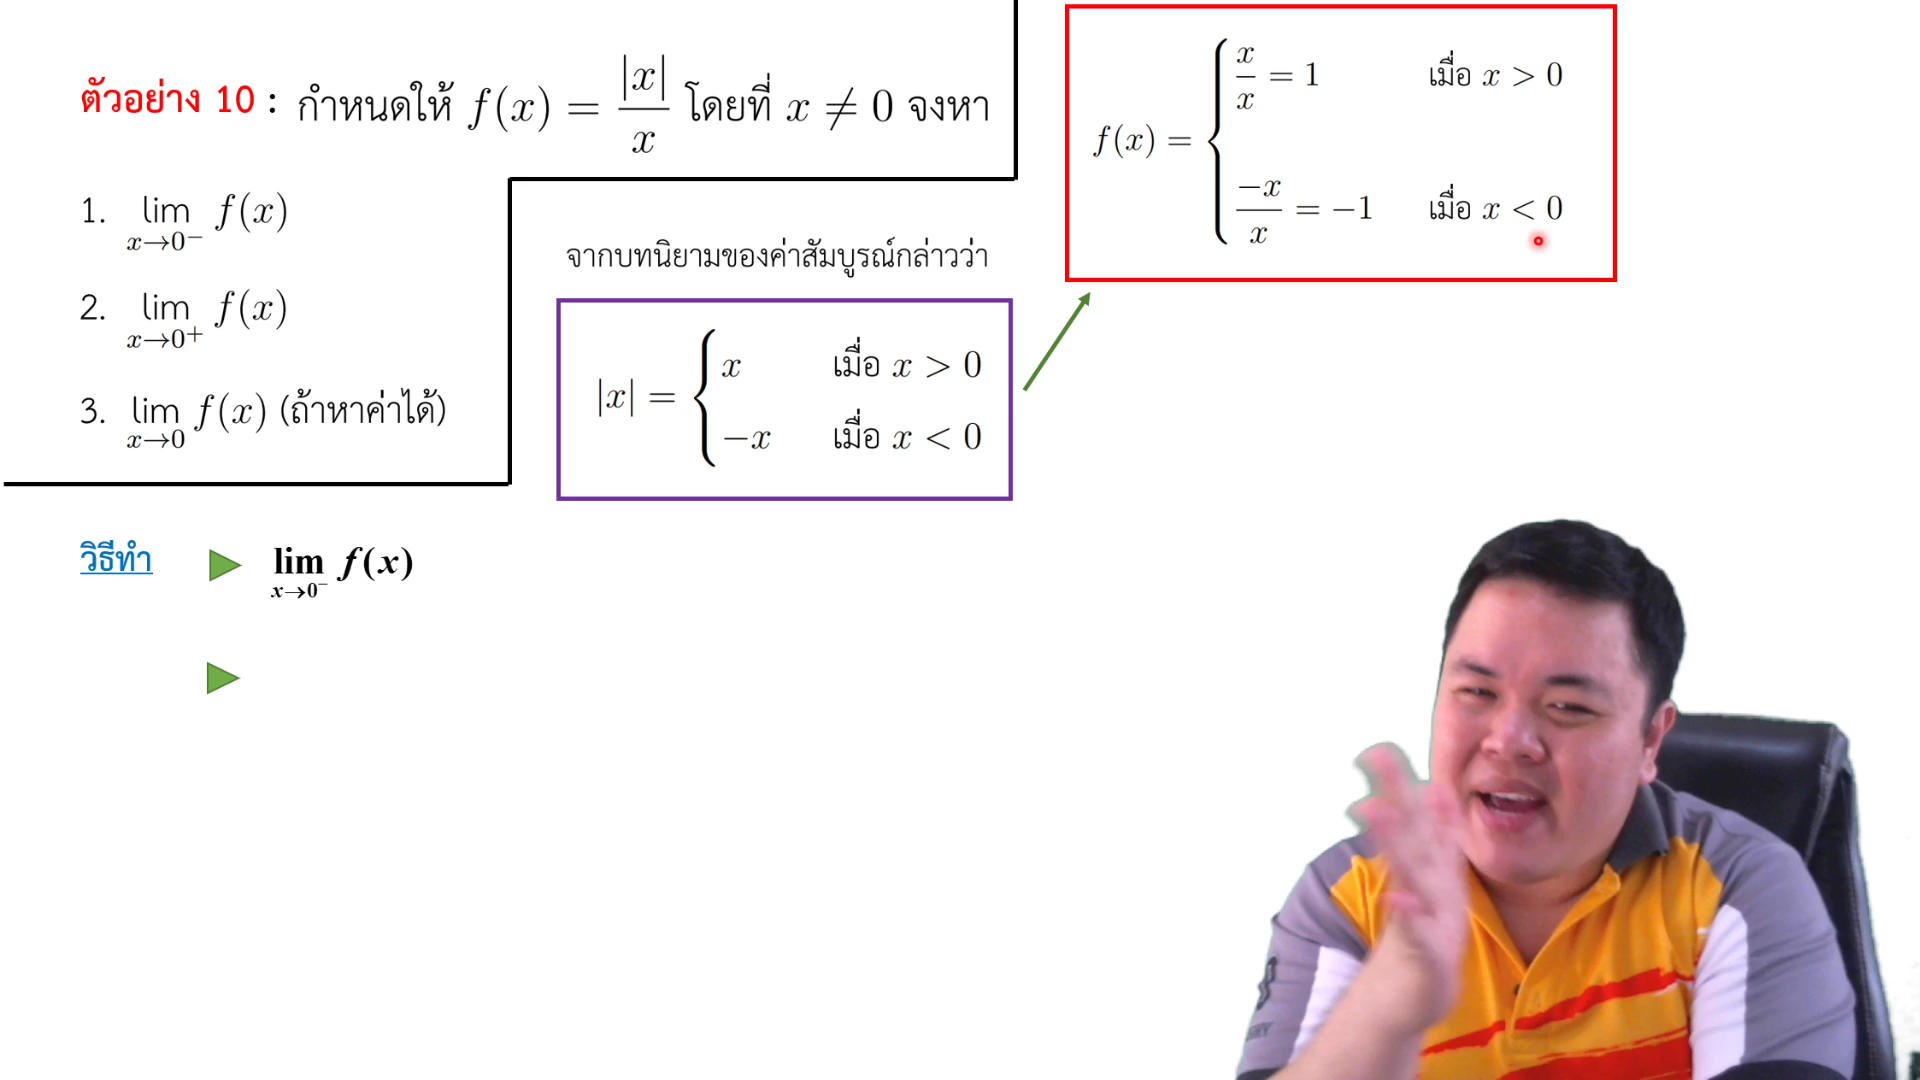 ตัวอย่าง 10 : กำหนดให้ f(x) = |x|/x โดยที่ x ≠ 0 จงหา
1. lim x→0⁻ f(x)
2. lim x→0⁺ f(x)
3. lim x→0 f(x) (ถ้าหาค่าได้)
จากบทนิยามของค่าสัมบูรณ์กล่าวว่า
|x| = { x เมื่อ x > 0
−x เมื่อ x < 0
f(x) = { x/x = 1 เมื่อ x > 0
−x/x = −1 เมื่อ x < 0
วิธีทำ ▶ lim x→0⁻ f(x)